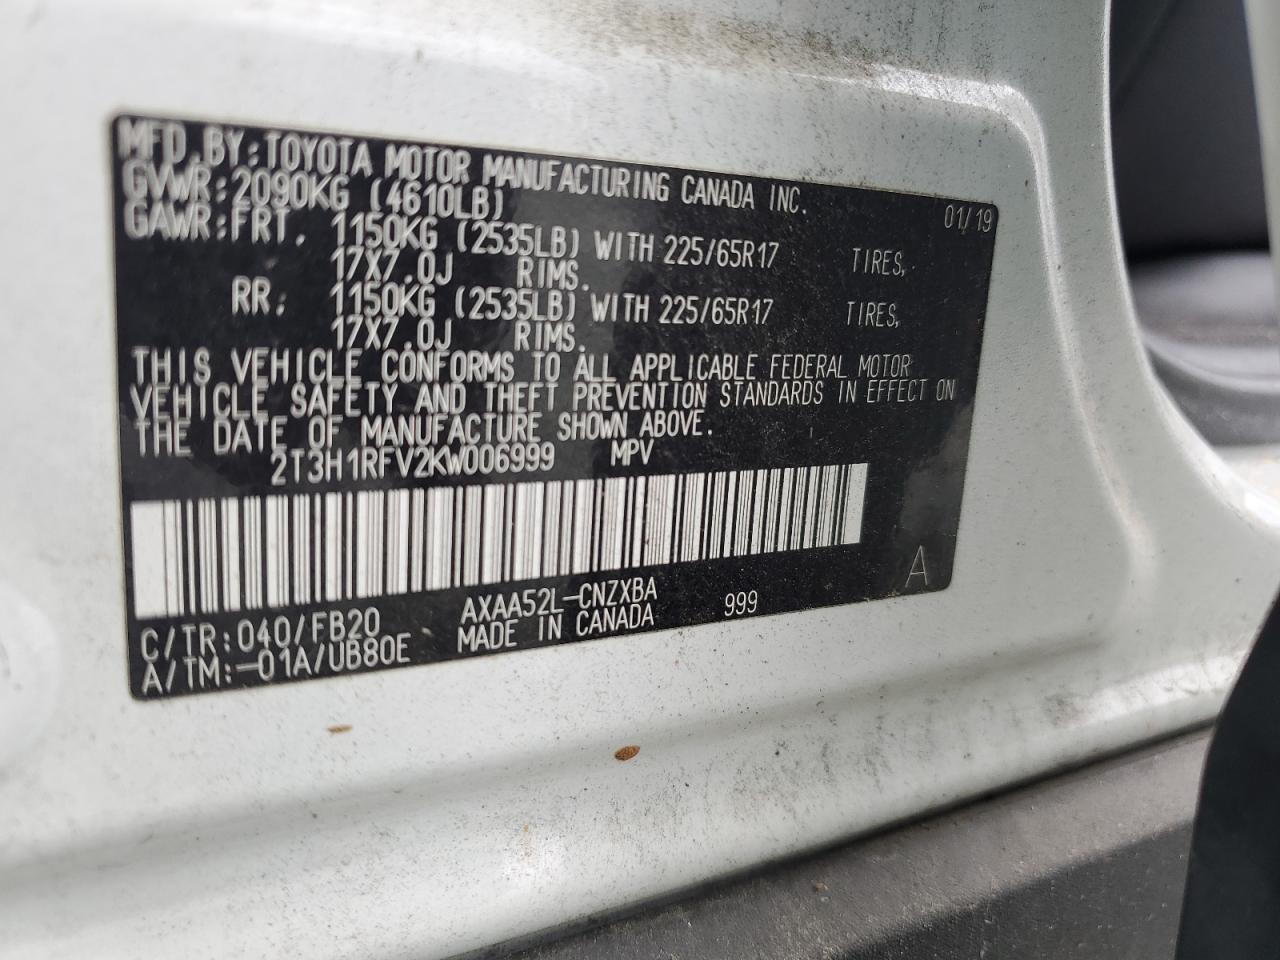 MFD.BY:TOYOTA MOTOR MANUFACTURING CANADA INC.
GVWR:2090KG (4610LB) 01/19
GAWR:FRT. 1150KG (2535LB) WITH 225/65R17 TIRES,
17X7.0J RIMS.
RR: 1150KG (2535LB) WITH 225/65R17 TIRES,
17X7.0J RIMS.
THIS VEHICLE CONFORMS TO ALL APPLICABLE FEDERAL MOTOR
VEHICLE SAFETY AND THEFT PREVENTION STANDARDS IN EFFECT ON
THE DATE OF MANUFACTURE SHOWN ABOVE.
2T3H1RFV2KW006999 MPV
A
C/TR:040/FB20 AXAA52L-CNZXBA 999
A/TM:-01A/UB80E MADE IN CANADA